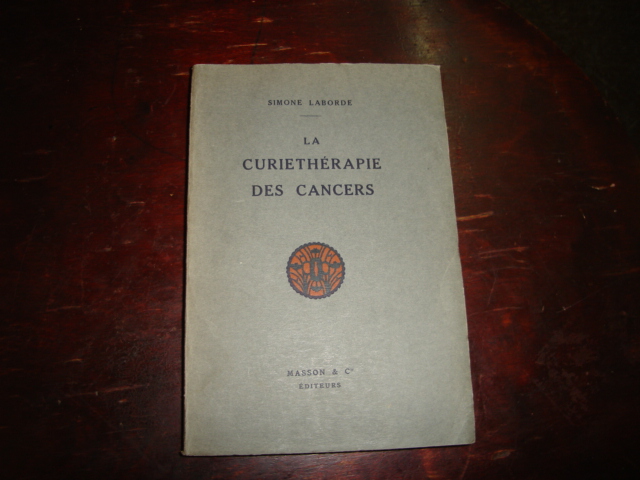 SIMONE LABORDE
LA
CURIETHÉRAPIE
DES CANCERS
MASSON & Cie
ÉDITEURS